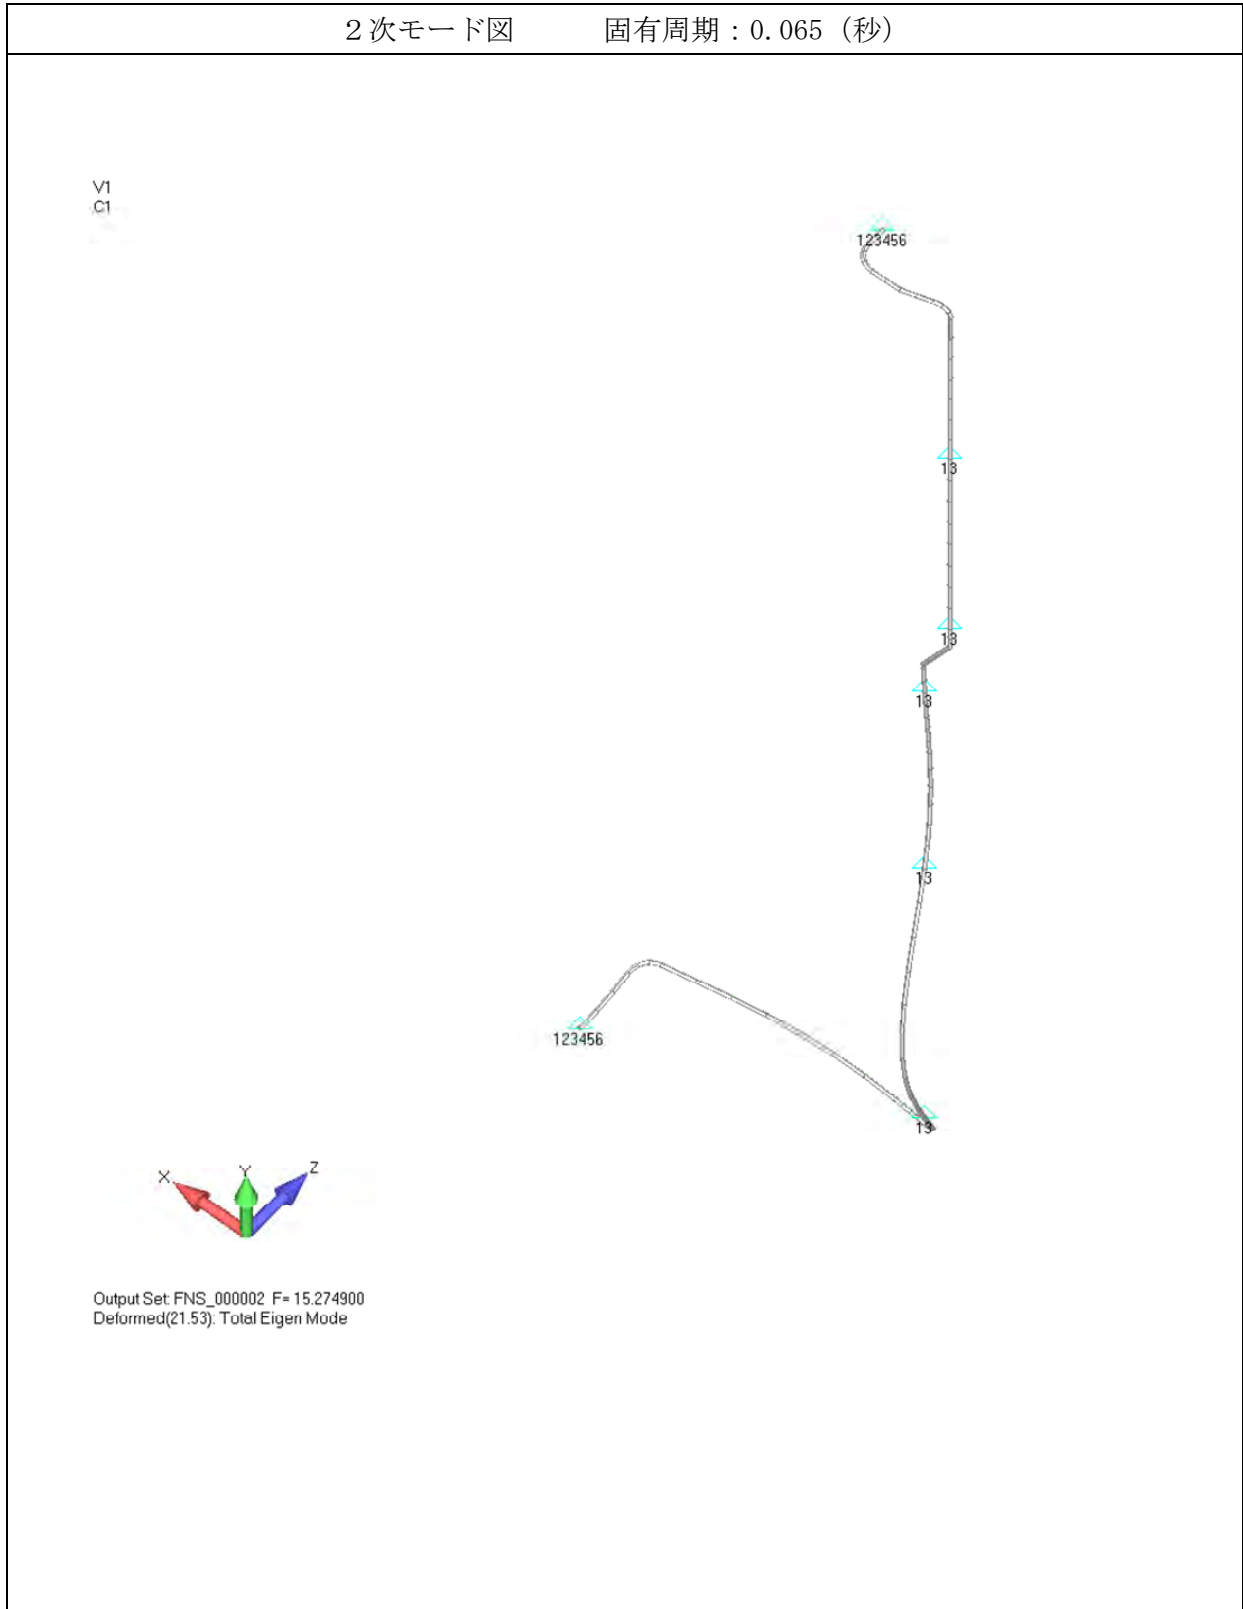 ２次モード図　　　固有周期：0.065（秒）
V1
C1
123456
13
13
13
13
123456
13
X Y Z
Output Set: FNS_000002 F= 15.274900
Deformed(21.53): Total Eigen Mode